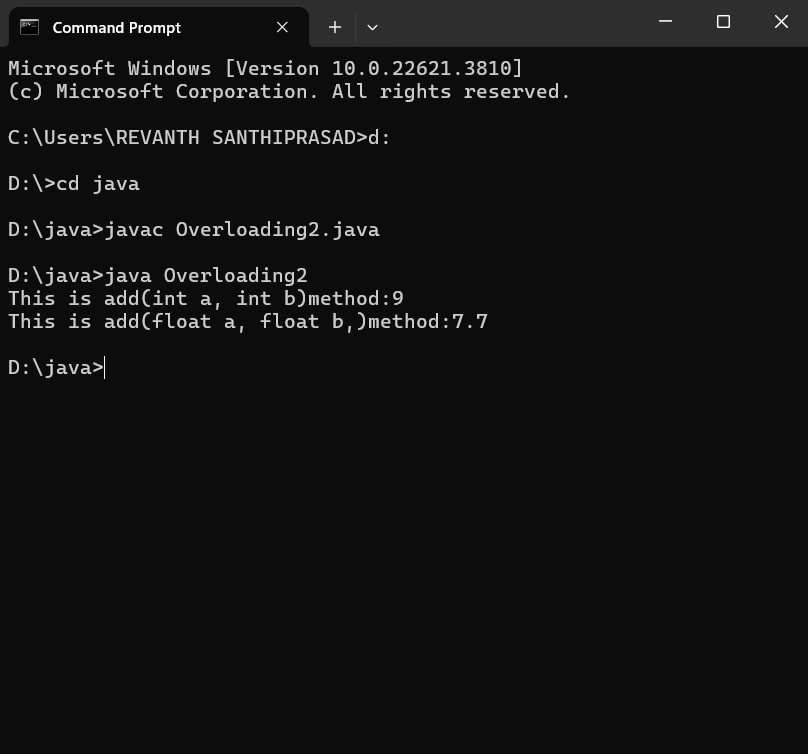 Command Prompt
Microsoft Windows [Version 10.0.22621.3810]
(c) Microsoft Corporation. All rights reserved.
C:\Users\REVANTH SANTHIPRASAD>d:
D:\>cd java
D:\java>javac Overloading2.java
D:\java>java Overloading2
This is add(int a, int b)method:9
This is add(float a, float b,)method:7.7
D:\java>